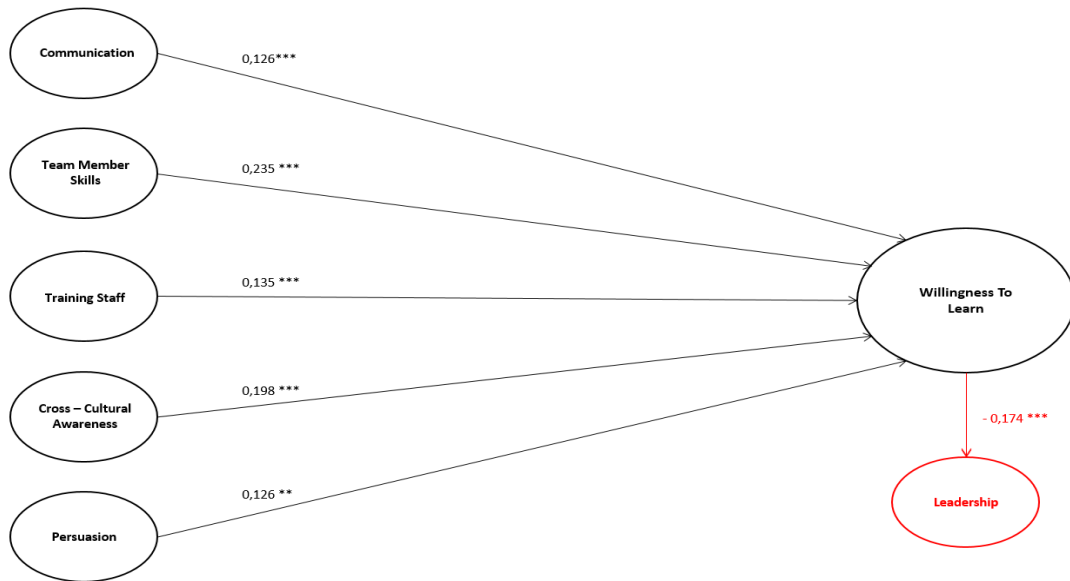 Communication
0,126***
Team Member
Skills
0,235 ***
Training Staff
0,135 ***
Willingness To
Learn
Cross – Cultural
Awareness
0,198 ***
- 0,174 ***
Persuasion
0,126 **
Leadership